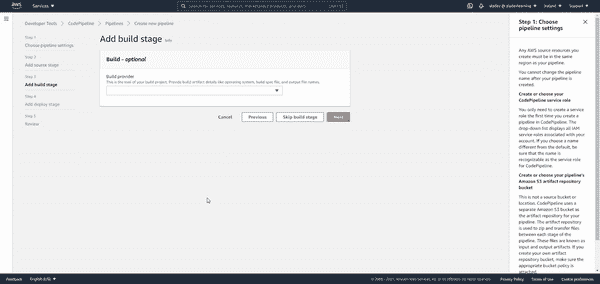 aws
Services
Search for services, features, marketplace products, and docs
[Alt+S]
Ireland
Support
Developer Tools
CodePipeline
Pipelines
Create new pipeline
Step 1
Choose pipeline settings
Step 2
Add source stage
Step 3
Add build stage
Step 4
Add deploy stage
Step 5
Review
Add build stage Info
Build - optional
Build provider
This is the tool of your build project. Provide build artifact details like operating system, build spec file, and output file names.
Cancel
Previous
Skip build stage
Next
Step 1: Choose
pipeline settings
Any AWS source resources you
create must be in the same
region as your pipeline.
You cannot change the pipeline
name after your pipeline is
created.
Create or choose your
CodePipeline service role
You only need to create a service
role the first time you create a
pipeline in CodePipeline. The
drop-down list displays all IAM
service roles associated with your
account. If you choose a name
different from the default, be
sure that the name is
recognizable as the service role
for CodePipeline.
Create or choose your pipeline's
Amazon S3 artifact repository
bucket
This is not a source bucket or
location. CodePipeline uses a
separate Amazon S3 bucket as
the artifact repository for your
pipeline. The artifact repository
is used to zip and transfer files
between each stage of the
pipeline. These files are known as
input and output artifacts. If you
create your own artifact
repository bucket, make sure the
appropriate bucket policy is
attached.
Feedback
English (US)
Privacy Policy
Terms of Use
Cookie preferences